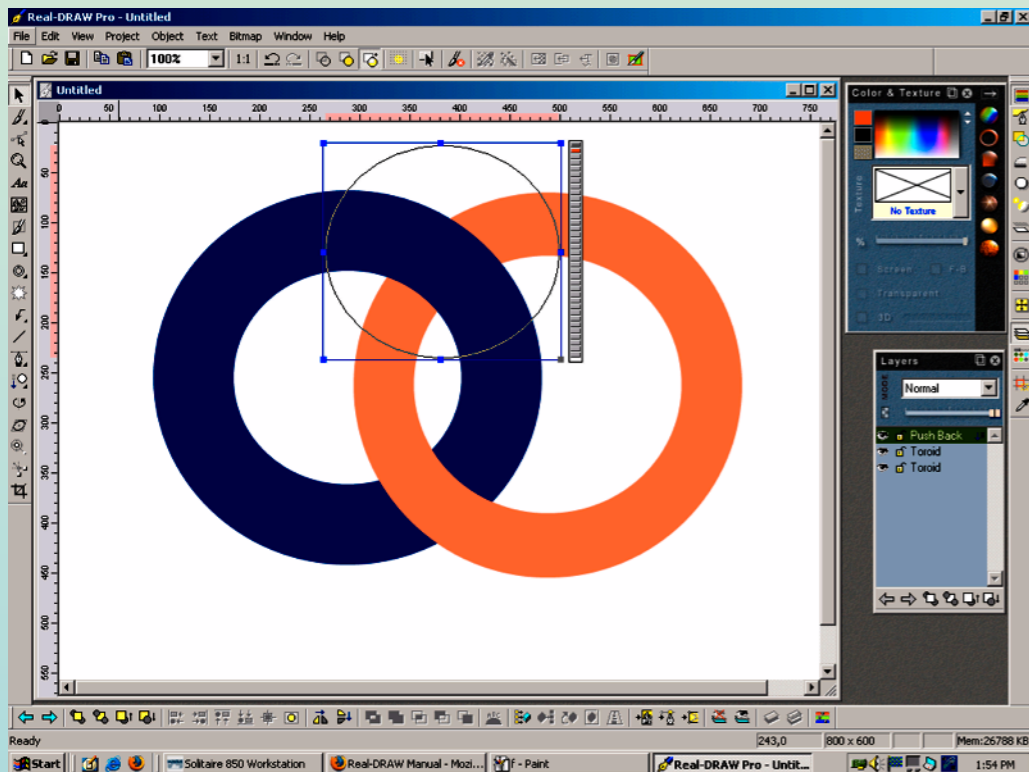 Real-DRAW Pro - Untitled
File Edit View Project Object Text Bitmap Window Help
100% 1:1
Untitled
0 50 100 150 200 250 300 350 400 450 500 550 600 650 700 750
0
50
100
150
200
250
300
350
400
450
500
550
Aa
Color & Texture
Texture
No Texture
%
Screen F-B
Transparent
3D
Layers
MODE
Normal
Push Back
Toroid
Toroid
ABC
Ready 243,0 800 x 600 Mem:26788 KB
Start Solitaire 850 Workstation Real-DRAW Manual - Mozi... f - Paint Real-DRAW Pro - Untit... 1:54 PM